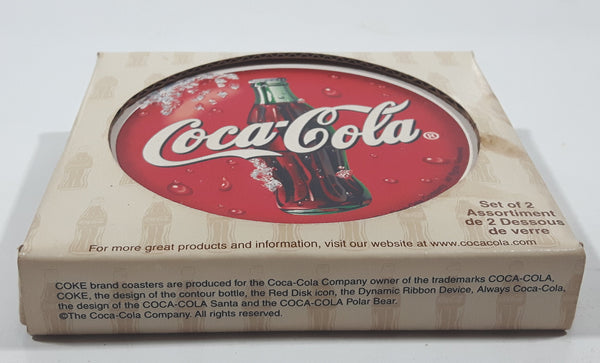 Coca-Cola®
Set of 2
Assortiment
de 2 Dessous
de verre
For more great products and information, visit our website at www.cocacola.com
COKE brand coasters are produced for the Coca-Cola Company owner of the trademarks COCA-COLA,
COKE, the design of the contour bottle, the Red Disk icon, the Dynamic Ribbon Device, Always Coca-Cola,
the design of the COCA-COLA Santa and the COCA-COLA Polar Bear.
©The Coca-Cola Company. All rights reserved.